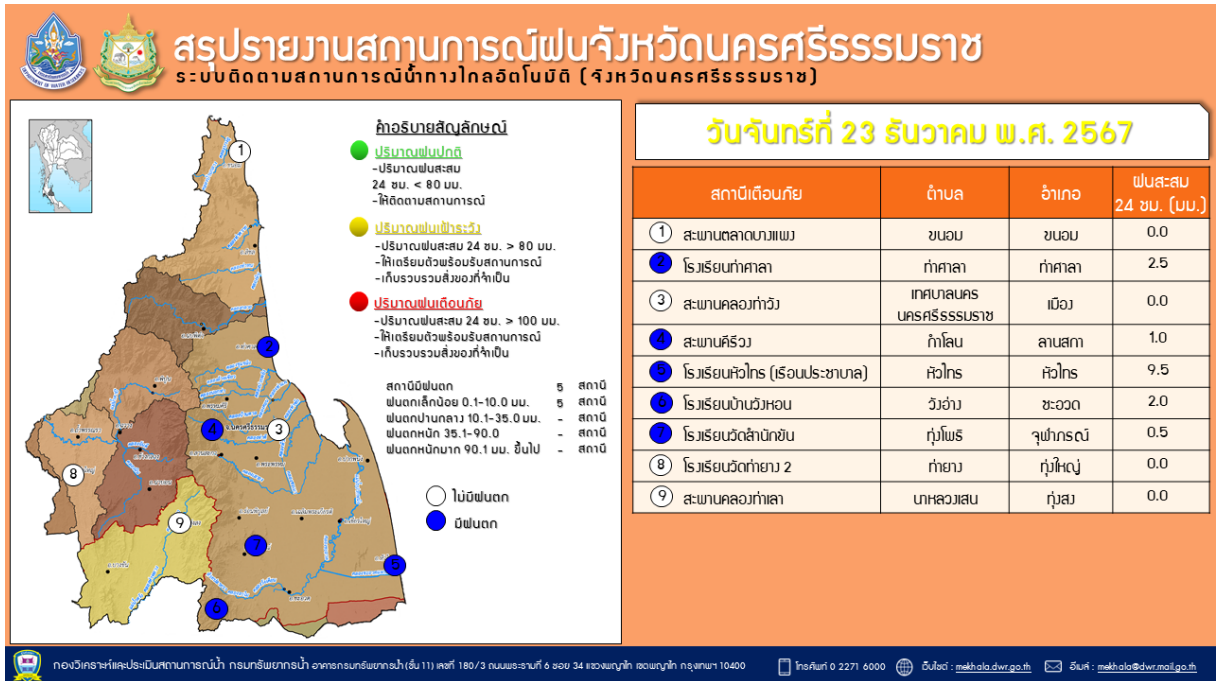 สรุปรายงานสถานการณ์ฝนจังหวัดนครศรีธรรมราช
ระบบติดตามสถานการณ์น้ำทางไกลอัตโนมัติ (จังหวัดนครศรีธรรมราช)
คำอธิบายสัญลักษณ์
ปริมาณฝนปกติ
-ปริมาณฝนสะสม
24 ชม. < 80 มม.
-ให้ติดตามสถานการณ์
ปริมาณฝนเฝ้าระวัง
-ปริมาณฝนสะสม 24 ชม. > 80 มม.
-ให้เตรียมตัวพร้อมรับสถานการณ์
-เก็บรวบรวมสิ่งของที่จำเป็น
ปริมาณฝนเตือนภัย
-ปริมาณฝนสะสม 24 ชม. > 100 มม.
-ให้เตรียมตัวพร้อมรับสถานการณ์
-เก็บรวบรวมสิ่งของที่จำเป็น
สถานีมีฝนตก 5 สถานี
ฝนตกเล็กน้อย 0.1-10.0 มม. 5 สถานี
ฝนตกปานกลาง 10.1-35.0 มม. - สถานี
ฝนตกหนัก 35.1-90.0 - สถานี
ฝนตกหนักมาก 90.1 มม. ขึ้นไป - สถานี
ไม่มีฝนตก
มีฝนตก
1
2
4
3
8
9
7
5
6
วันจันทร์ที่ 23 ธันวาคม พ.ศ. 2567
สถานีเตือนภัย ตำบล อำเภอ ฝนสะสม
24 ชม. (มม.)
1 สะพานตลาดบางแพง ขนอม ขนอม 0.0
2 โรงเรียนท่าศาลา ท่าศาลา ท่าศาลา 2.5
3 สะพานคลองท่าวัง เทศบาลนคร
นครศรีธรรมราช เมือง 0.0
4 สะพานคีรีวง กำโลน ลานสกา 1.0
5 โรงเรียนหัวไทร (เรือนประชาบาล) หัวไทร หัวไทร 9.5
6 โรงเรียนบ้านวังหอน วังอ่าง ชะอวด 2.0
7 โรงเรียนวัดสำนักขัน ทุ่งโพธิ จุฬาภรณ์ 0.5
8 โรงเรียนวัดท่ายาง 2 ท่ายาง ทุ่งใหญ่ 0.0
9 สะพานคลองท่าเลา นาหลวงเสน ทุ่งสง 0.0
กองวิเคราะห์และประเมินสถานการณ์น้ำ กรมทรัพยากรน้ำ อาคารกรมทรัพยากรน้ำ (ชั้น 11) เลขที่ 180/3 ถนนพระรามที่ 6 ซอย 34 แขวงพญาไท เขตพญาไท กรุงเทพฯ 10400 โทรศัพท์ 0 2271 6000 เว็บไซต์ : mekhala.dwr.go.th อีเมล์ : mekhala@dwr.mail.go.th